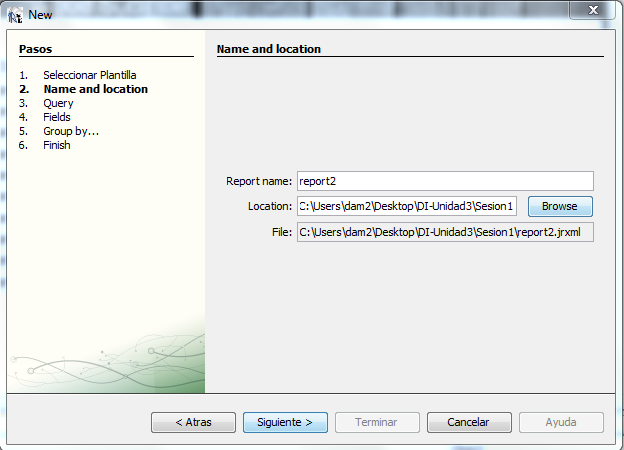 New
Pasos
1. Seleccionar Plantilla
2. Name and location
3. Query
4. Fields
5. Group by...
6. Finish
Name and location
Report name: report2
Location: C:\Users\dam2\Desktop\DI-Unidad3\Sesion1 Browse
File: C:\Users\dam2\Desktop\DI-Unidad3\Sesion1\report2.jrxml
< Atras Siguiente > Terminar Cancelar Ayuda